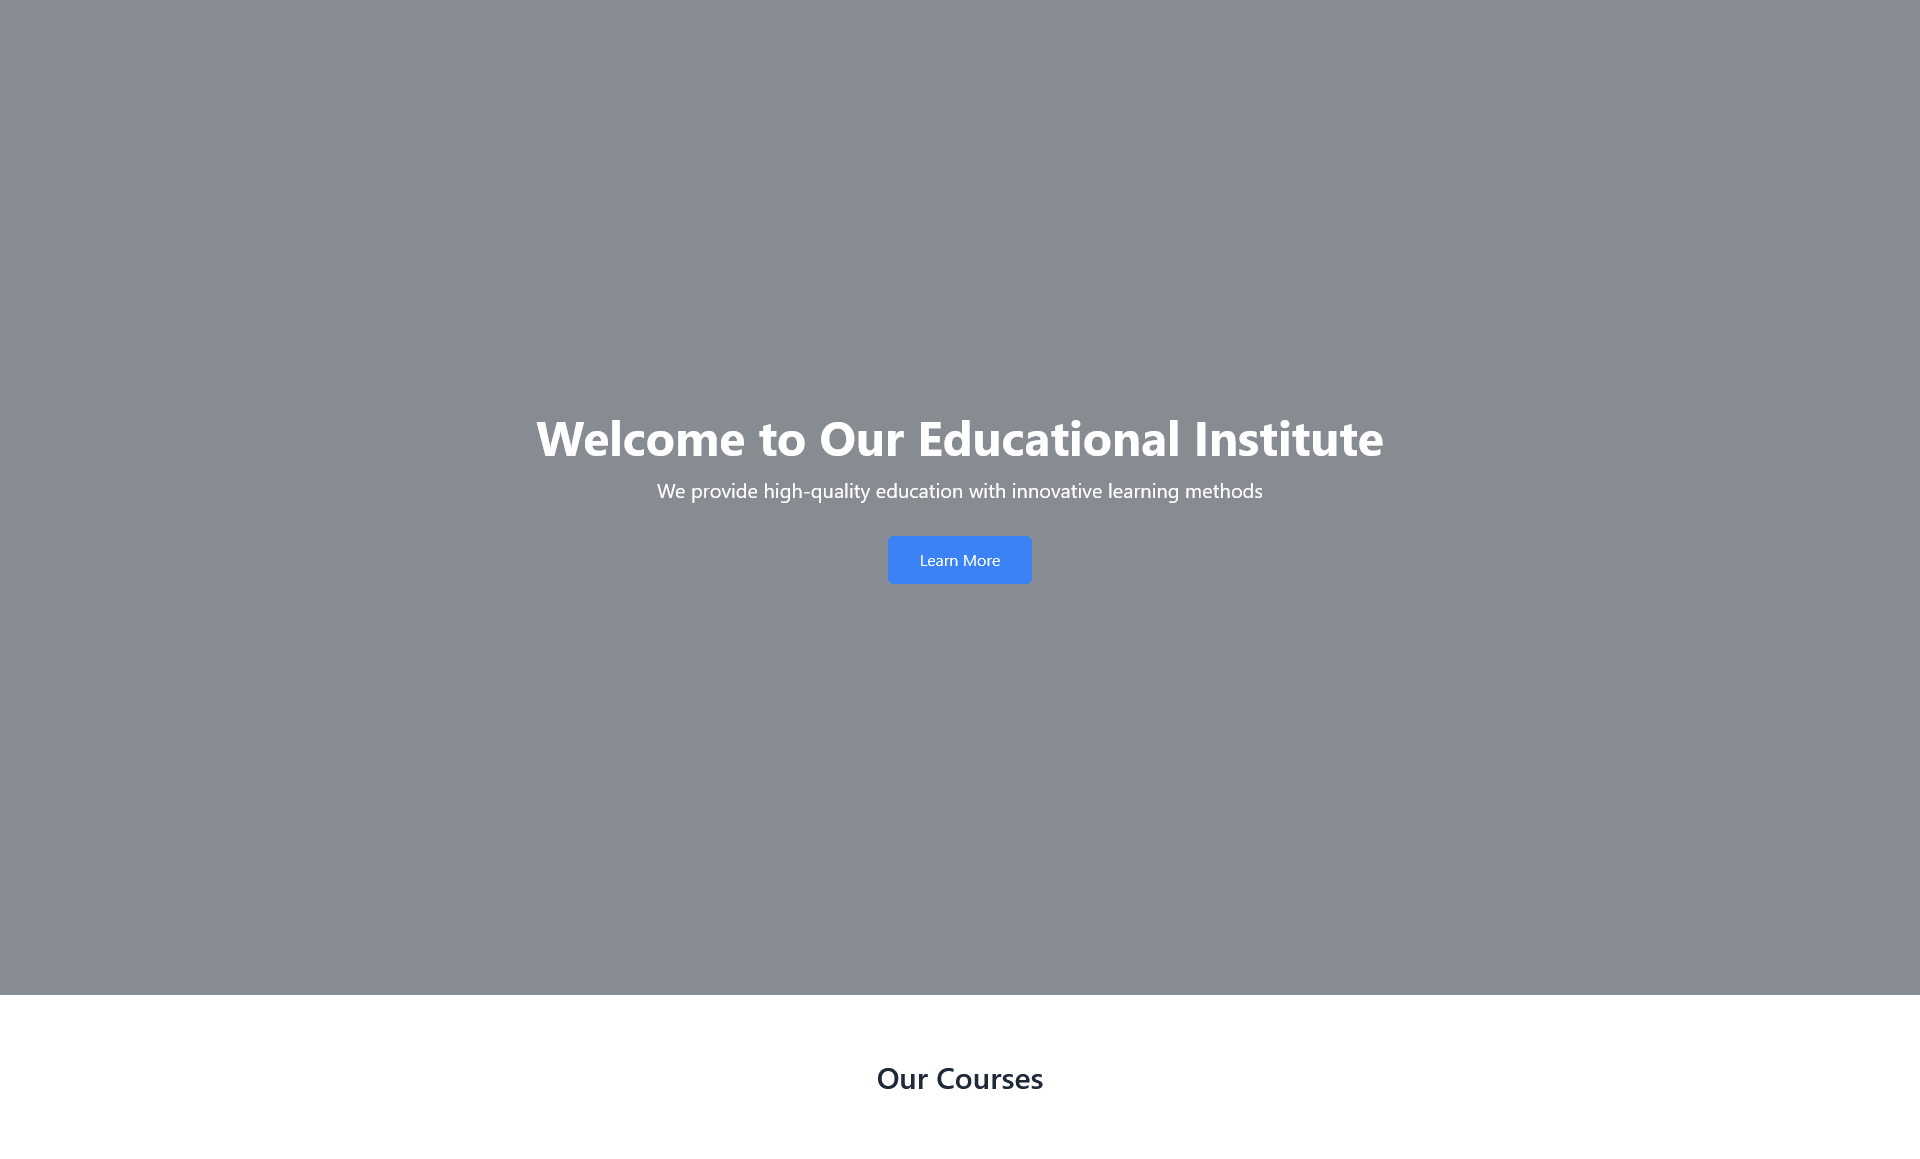 Welcome to Our Educational Institute
We provide high-quality education with innovative learning methods
Learn More
Our Courses